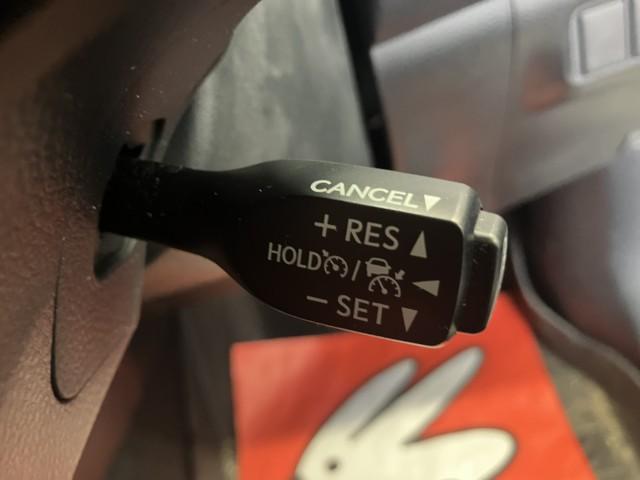 CANCEL▼
+ RES ▲
HOLD / ◀
− SET ▼